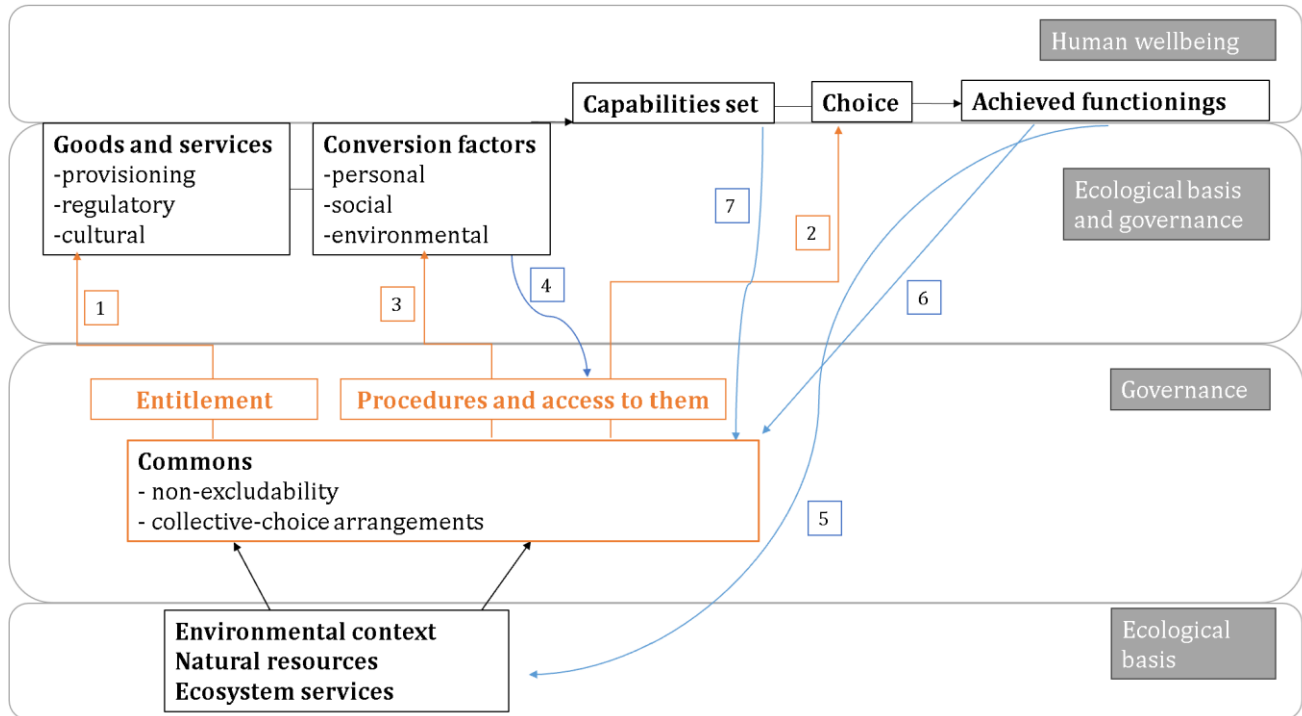 Human wellbeing
Capabilities set
Choice
Achieved functionings
Goods and services
-provisioning
-regulatory
-cultural
Conversion factors
-personal
-social
-environmental
Ecological basis
and governance
7
2
4
6
1
3
Entitlement
Procedures and access to them
Governance
Commons
- non-excludability
- collective-choice arrangements
5
Environmental context
Natural resources
Ecosystem services
Ecological
basis